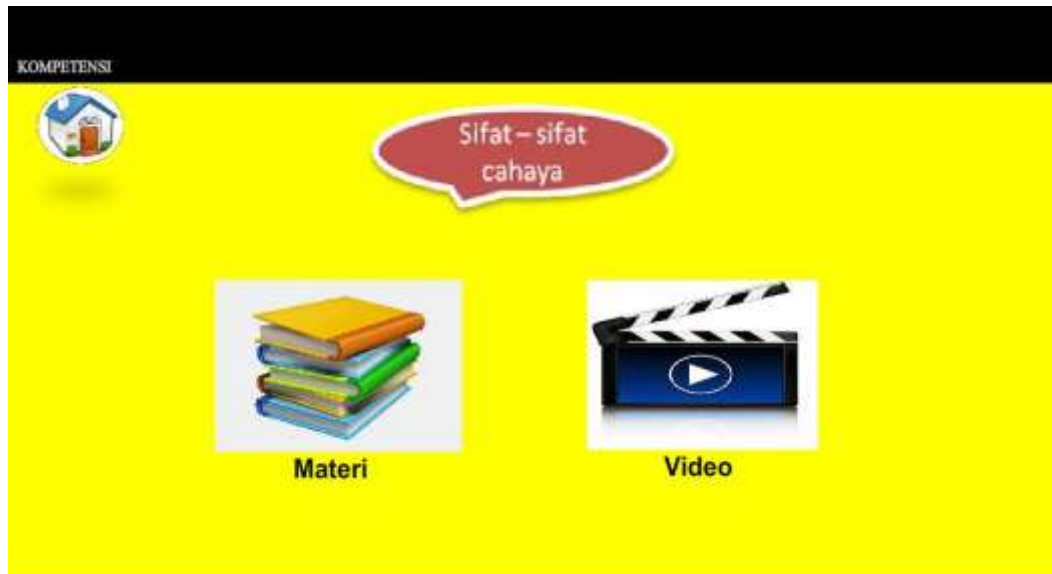 KOMPETENSI
Sifat – sifat
cahaya
Materi
Video